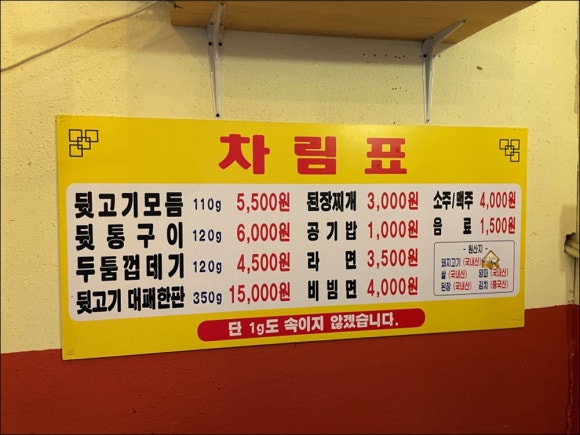 차림표
뒷고기모듬 110g 5,500원
뒷통구이 120g 6,000원
두툼껍데기 120g 4,500원
뒷고기 대패한판 350g 15,000원
된장찌개 3,000원
공기밥 1,000원
라면 3,500원
비빔면 4,000원
소주/맥주 4,000원
음료 1,500원
- 원산지 -
돼지고기 (국내산)
쌀 (국내산) 양파 (국내산)
된장 (국내산) 김치 (중국산)
단 1g도 속이지 않겠습니다.